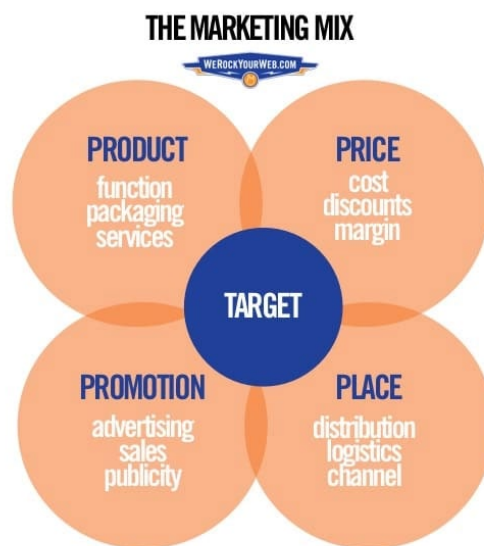 THE MARKETING MIX
WEROCKYOURWEB.COM
PRODUCT
function
packaging
services
PRICE
cost
discounts
margin
TARGET
PROMOTION
advertising
sales
publicity
PLACE
distribution
logistics
channel